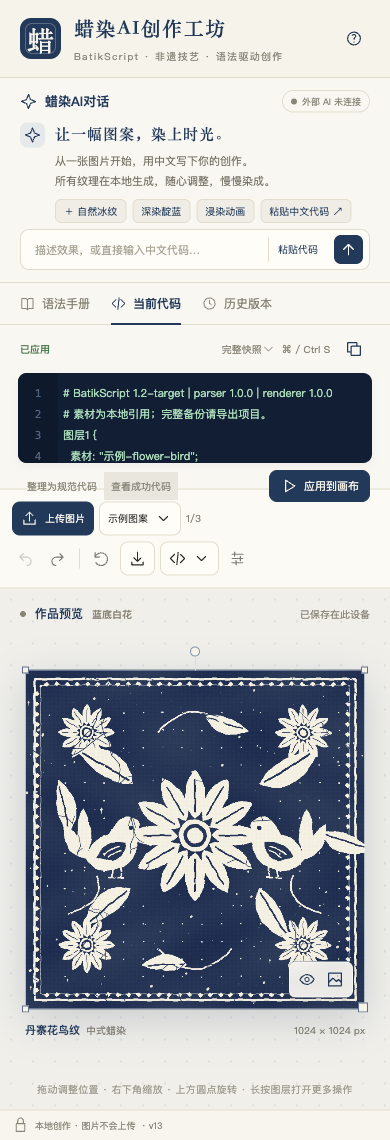 蜡
蜡染AI创作工坊
BatikScript · 非遗技艺 · 语法驱动创作
蜡染AI对话
外部 AI 未连接
让一幅图案，染上时光。
从一张图片开始，用中文写下你的创作。
所有纹理在本地生成，随心调整，慢慢染成。
+ 自然冰纹 深染靛蓝 浸染动画 粘贴中文代码 ↗
描述效果，或直接输入中文代码... 粘贴代码
语法手册 当前代码 历史版本
已应用 完整快照 ⌘ / Ctrl S
1 # BatikScript 1.2-target | parser 1.0.0 | renderer 1.0.0
2 # 素材为本地引用；完整备份请导出项目。
3 图层1 {
4 素材: "示例-flower-bird";
整理为规范代码 查看成功代码 应用到画布
上传图片 示例图案 1/3
作品预览 蓝底白花 已保存在此设备
丹寨花鸟纹 中式蜡染 1024 × 1024 px
拖动调整位置 · 右下角缩放 · 上方圆点旋转 · 长按图层打开更多操作
本地创作 · 图片不会上传 · v13